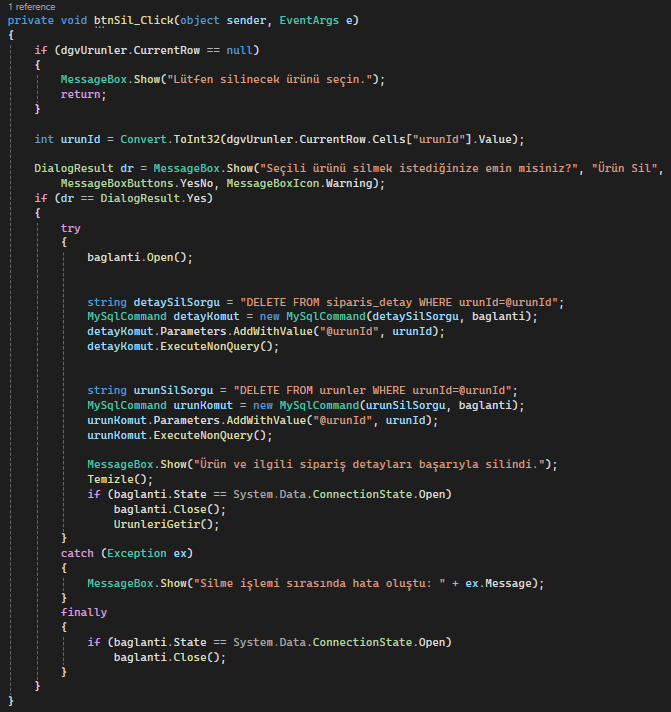 1 reference
private void btnSil_Click(object sender, EventArgs e)
{
    if (dgvUrunler.CurrentRow == null)
    {
        MessageBox.Show("Lütfen silinecek ürünü seçin.");
        return;
    }

    int urunId = Convert.ToInt32(dgvUrunler.CurrentRow.Cells["urunId"].Value);

    DialogResult dr = MessageBox.Show("Seçili ürünü silmek istediğinize emin misiniz?", "Ürün Sil",
        MessageBoxButtons.YesNo, MessageBoxIcon.Warning);
    if (dr == DialogResult.Yes)
    {
        try
        {
            baglanti.Open();


            string detaySilSorgu = "DELETE FROM siparis_detay WHERE urunId=@urunId";
            MySqlCommand detayKomut = new MySqlCommand(detaySilSorgu, baglanti);
            detayKomut.Parameters.AddWithValue("@urunId", urunId);
            detayKomut.ExecuteNonQuery();


            string urunSilSorgu = "DELETE FROM urunler WHERE urunId=@urunId";
            MySqlCommand urunKomut = new MySqlCommand(urunSilSorgu, baglanti);
            urunKomut.Parameters.AddWithValue("@urunId", urunId);
            urunKomut.ExecuteNonQuery();

            MessageBox.Show("Ürün ve ilgili sipariş detayları başarıyla silindi.");
            Temizle();
            if (baglanti.State == System.Data.ConnectionState.Open)
                baglanti.Close();
                UrunleriGetir();
        }
        catch (Exception ex)
        {
            MessageBox.Show("Silme işlemi sırasında hata oluştu: " + ex.Message);
        }
        finally
        {
            if (baglanti.State == System.Data.ConnectionState.Open)
                baglanti.Close();
        }
    }
}